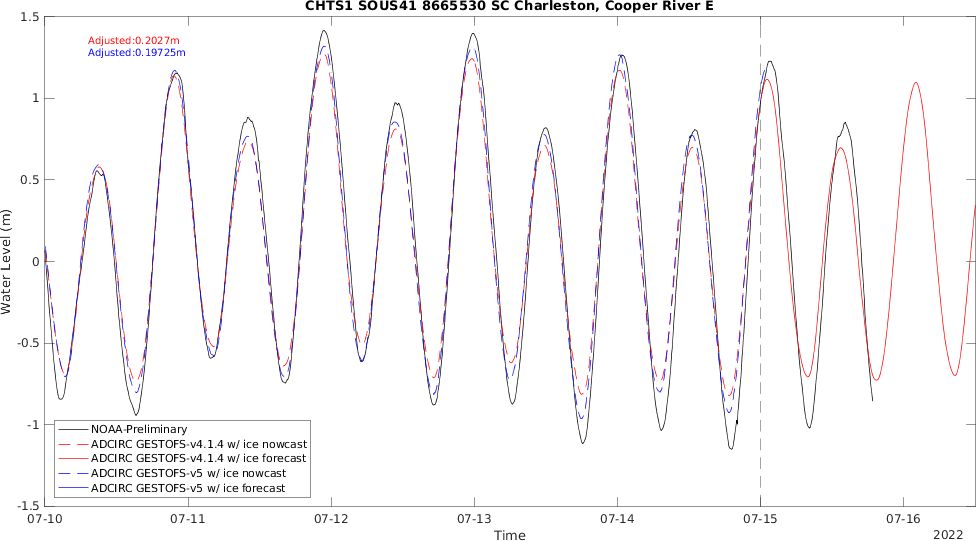 CHTS1 SOUS41 8665530 SC Charleston, Cooper River E
Adjusted:0.2027m
Adjusted:0.19725m
1.5
1
0.5
0
-0.5
-1
-1.5
Water Level (m)
NOAA-Preliminary
ADCIRC GESTOFS-v4.1.4 w/ ice nowcast
ADCIRC GESTOFS-v4.1.4 w/ ice forecast
ADCIRC GESTOFS-v5 w/ ice nowcast
ADCIRC GESTOFS-v5 w/ ice forecast
07-10 07-11 07-12 07-13 07-14 07-15 07-16
Time
2022